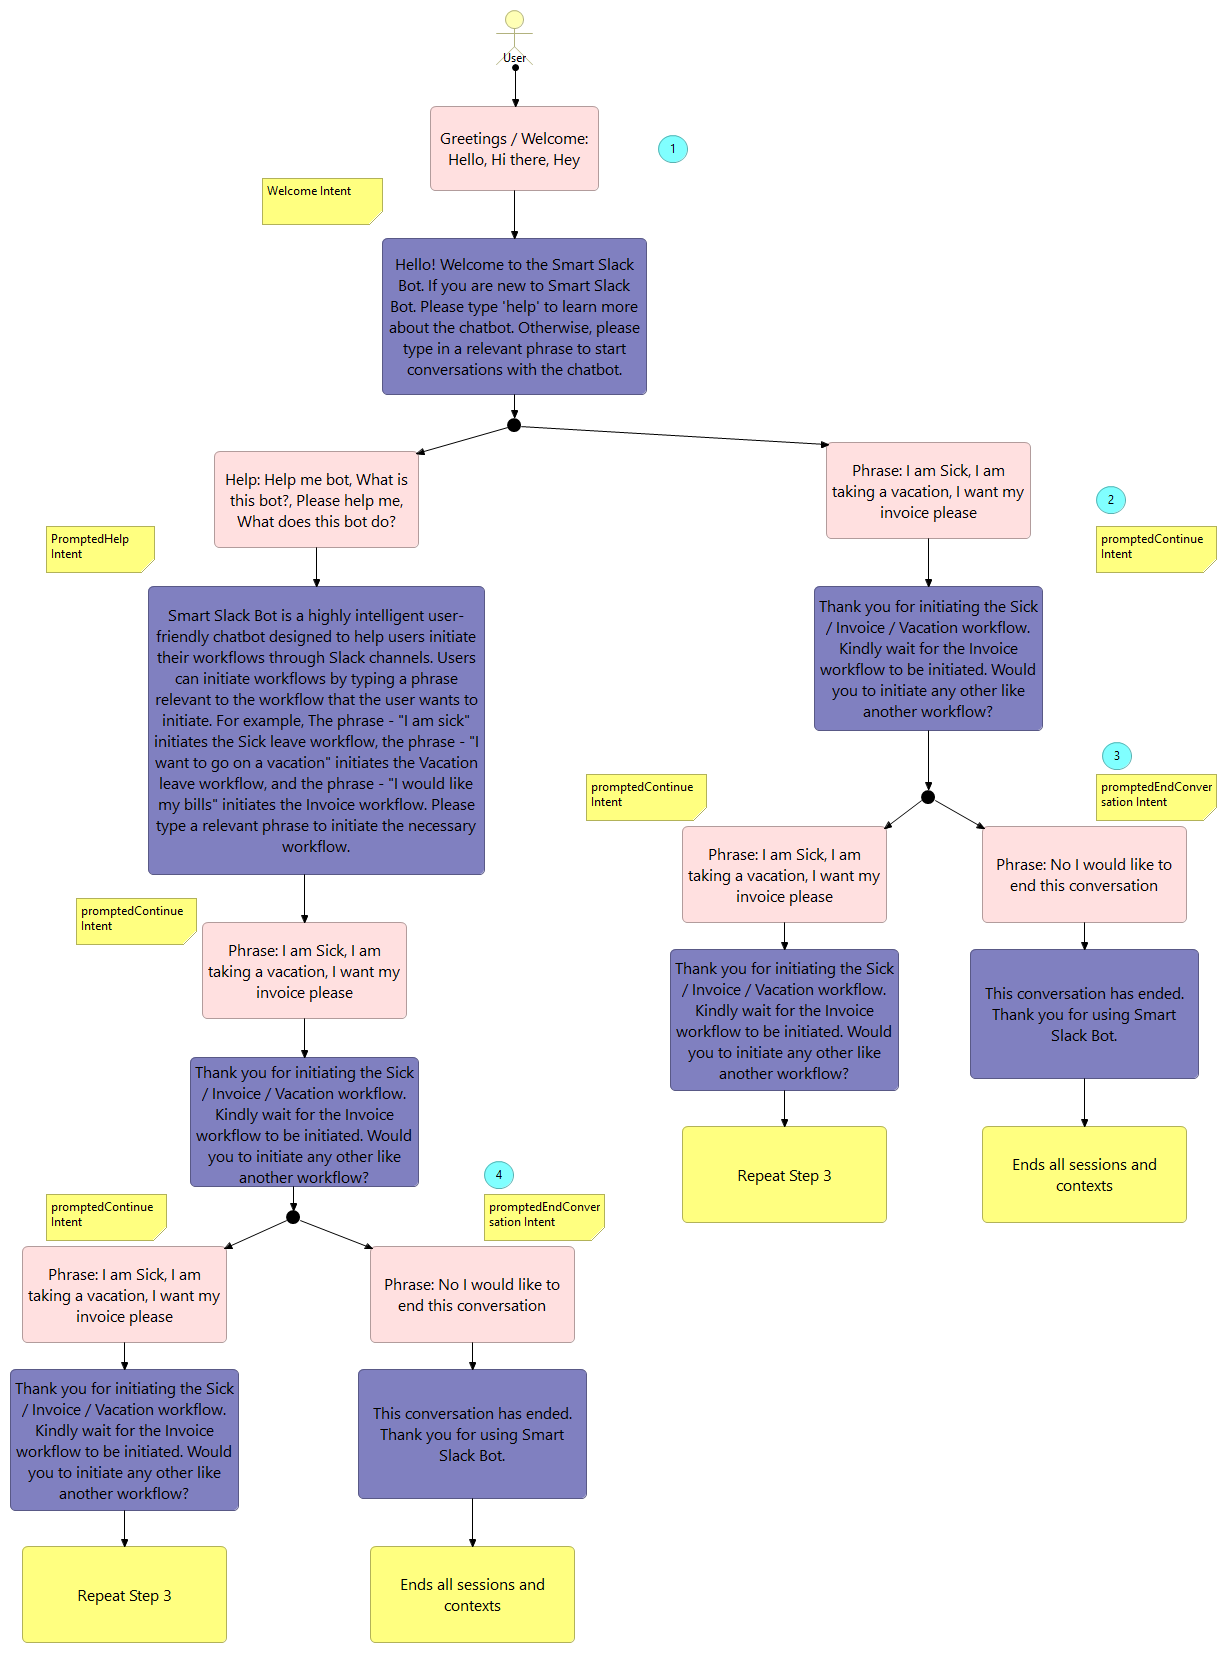 User
Greetings / Welcome:
Hello, Hi there, Hey
1
Welcome Intent
Hello! Welcome to the Smart Slack
Bot. If you are new to Smart Slack
Bot. Please type 'help' to learn more
about the chatbot. Otherwise, please
type in a relevant phrase to start
conversations with the chatbot.
Help: Help me bot, What is
this bot?, Please help me,
What does this bot do?
Phrase: I am Sick, I am
taking a vacation, I want my
invoice please
2
PromptedHelp
Intent
promptedContinue
Intent
Smart Slack Bot is a highly intelligent user-
friendly chatbot designed to help users initiate
their workflows through Slack channels. Users
can initiate workflows by typing a phrase
relevant to the workflow that the user wants to
initiate. For example, The phrase - "I am sick"
initiates the Sick leave workflow, the phrase - "I
want to go on a vacation" initiates the Vacation
leave workflow, and the phrase - "I would like
my bills" initiates the Invoice workflow. Please
type a relevant phrase to initiate the necessary
workflow.
Thank you for initiating the Sick
/ Invoice / Vacation workflow.
Kindly wait for the Invoice
workflow to be initiated. Would
you to initiate any other like
another workflow?
3
promptedContinue
Intent
promptedEndConver
sation Intent
Phrase: I am Sick, I am
taking a vacation, I want my
invoice please
Phrase: No I would like to
end this conversation
promptedContinue
Intent
Phrase: I am Sick, I am
taking a vacation, I want my
invoice please
Thank you for initiating the Sick
/ Invoice / Vacation workflow.
Kindly wait for the Invoice
workflow to be initiated. Would
you to initiate any other like
another workflow?
This conversation has ended.
Thank you for using Smart
Slack Bot.
Thank you for initiating the Sick
/ Invoice / Vacation workflow.
Kindly wait for the Invoice
workflow to be initiated. Would
you to initiate any other like
another workflow?
Repeat Step 3
Ends all sessions and
contexts
4
promptedContinue
Intent
promptedEndConver
sation Intent
Phrase: I am Sick, I am
taking a vacation, I want my
invoice please
Phrase: No I would like to
end this conversation
Thank you for initiating the Sick
/ Invoice / Vacation workflow.
Kindly wait for the Invoice
workflow to be initiated. Would
you to initiate any other like
another workflow?
This conversation has ended.
Thank you for using Smart
Slack Bot.
Repeat Step 3
Ends all sessions and
contexts